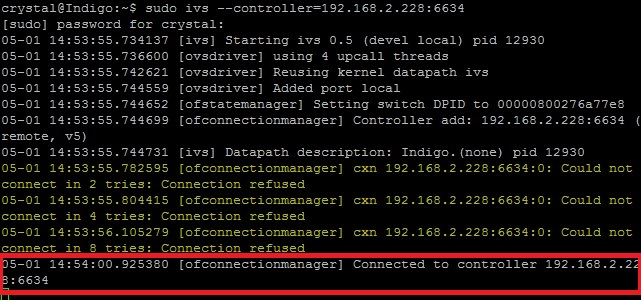 crystal@Indigo:~$ sudo ivs --controller=192.168.2.228:6634
[sudo] password for crystal:
05-01 14:53:55.734137 [ivs] Starting ivs 0.5 (devel local) pid 12930
05-01 14:53:55.736600 [ovsdriver] using 4 upcall threads
05-01 14:53:55.742621 [ovsdriver] Reusing kernel datapath ivs
05-01 14:53:55.744559 [ovsdriver] Added port local
05-01 14:53:55.744652 [ofstatemanager] Setting switch DPID to 00000800276a77e8
05-01 14:53:55.744699 [ofconnectionmanager] Controller add: 192.168.2.228:6634 (
remote, v5)
05-01 14:53:55.744731 [ivs] Datapath description: Indigo.(none) pid 12930
05-01 14:53:55.782595 [ofconnectionmanager] cxn 192.168.2.228:6634:0: Could not
connect in 2 tries: Connection refused
05-01 14:53:55.804415 [ofconnectionmanager] cxn 192.168.2.228:6634:0: Could not
connect in 4 tries: Connection refused
05-01 14:53:56.105279 [ofconnectionmanager] cxn 192.168.2.228:6634:0: Could not
connect in 8 tries: Connection refused
05-01 14:54:00.925380 [ofconnectionmanager] Connected to controller 192.168.2.22
8:6634